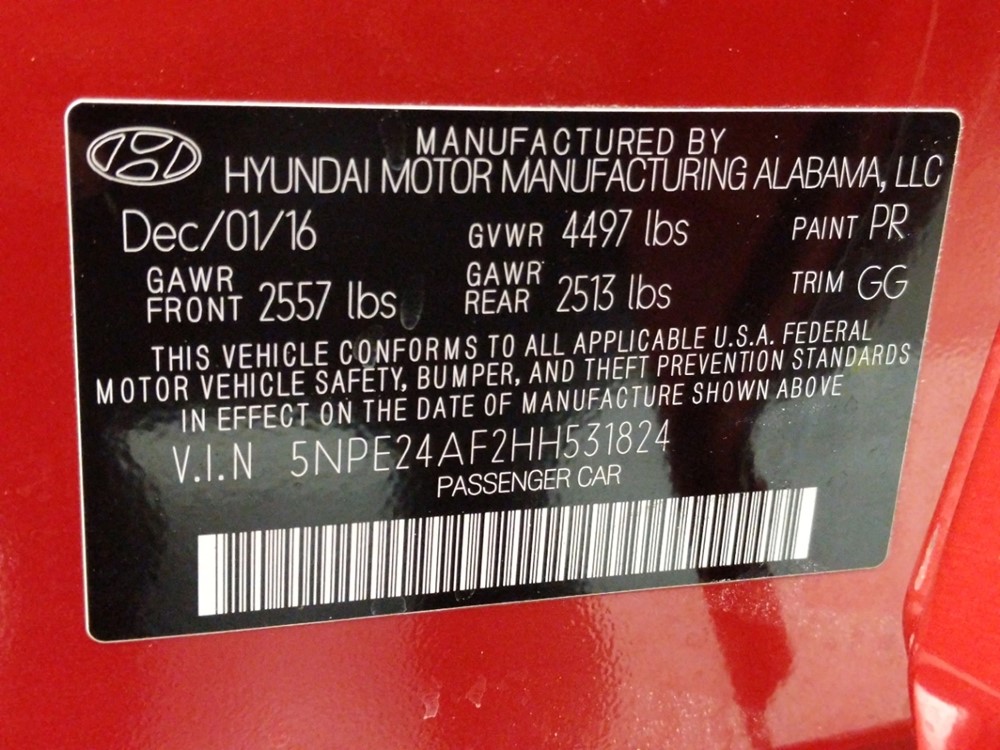 MANUFACTURED BY
HYUNDAI MOTOR MANUFACTURING ALABAMA, LLC
Dec/01/16 GVWR 4497 lbs PAINT PR
GAWR FRONT 2557 lbs GAWR REAR 2513 lbs TRIM GG
THIS VEHICLE CONFORMS TO ALL APPLICABLE U.S.A. FEDERAL
MOTOR VEHICLE SAFETY, BUMPER, AND THEFT PREVENTION STANDARDS
IN EFFECT ON THE DATE OF MANUFACTURE SHOWN ABOVE
V.I.N 5NPE24AF2HH531824
PASSENGER CAR